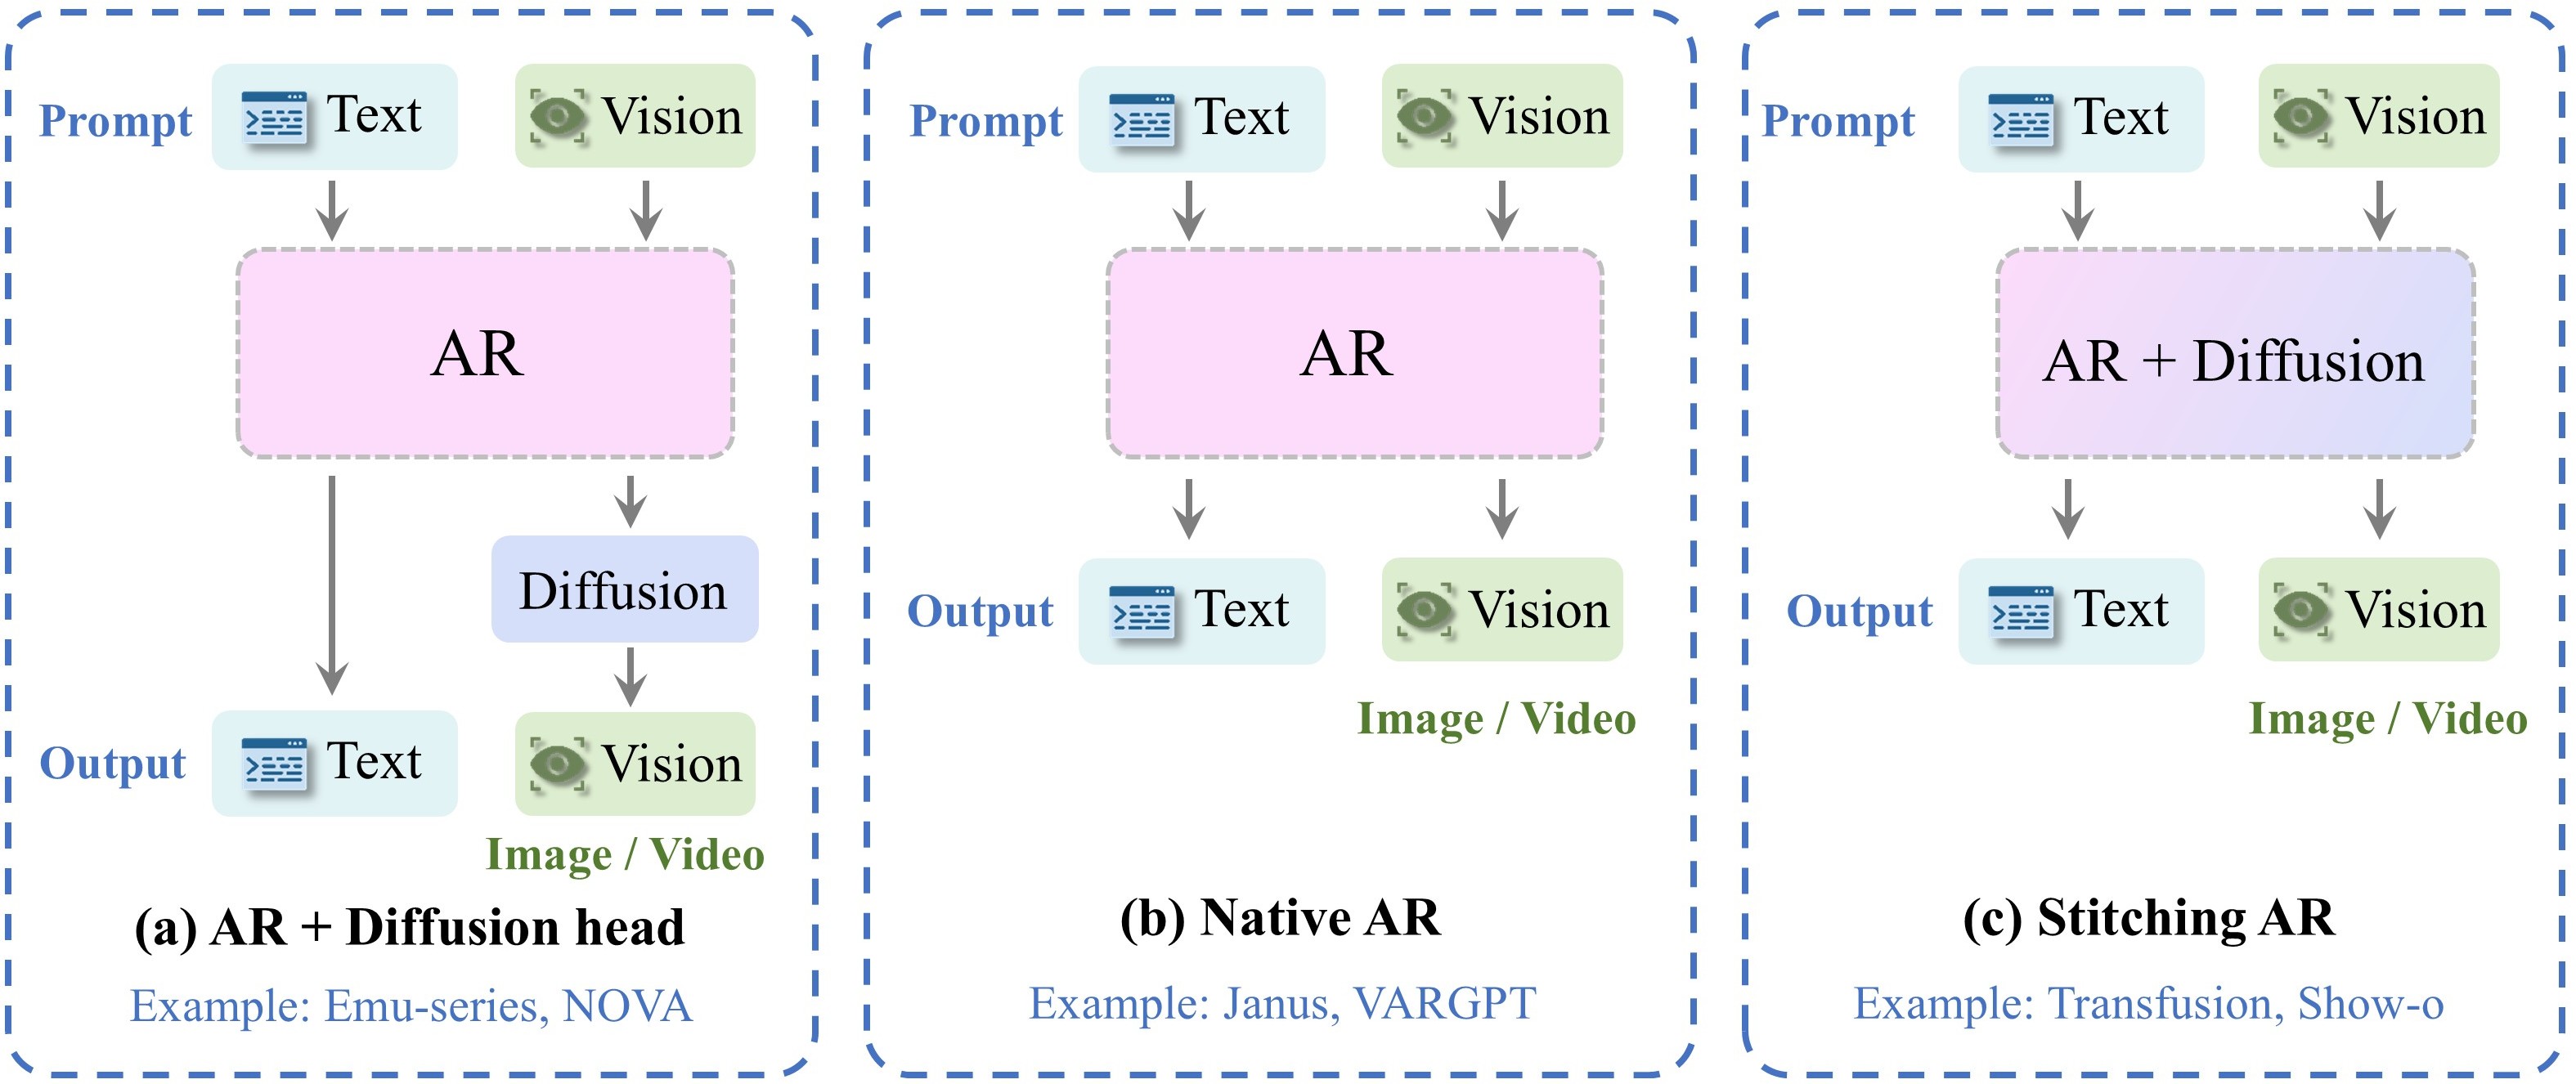 Prompt
Text
Vision
AR
Diffusion
Output
Text
Vision
Image / Video
(a) AR + Diffusion head
Example: Emu-series, NOVA
Prompt
Text
Vision
AR
Output
Text
Vision
Image / Video
(b) Native AR
Example: Janus, VARGPT
Prompt
Text
Vision
AR + Diffusion
Output
Text
Vision
Image / Video
(c) Stitching AR
Example: Transfusion, Show-o